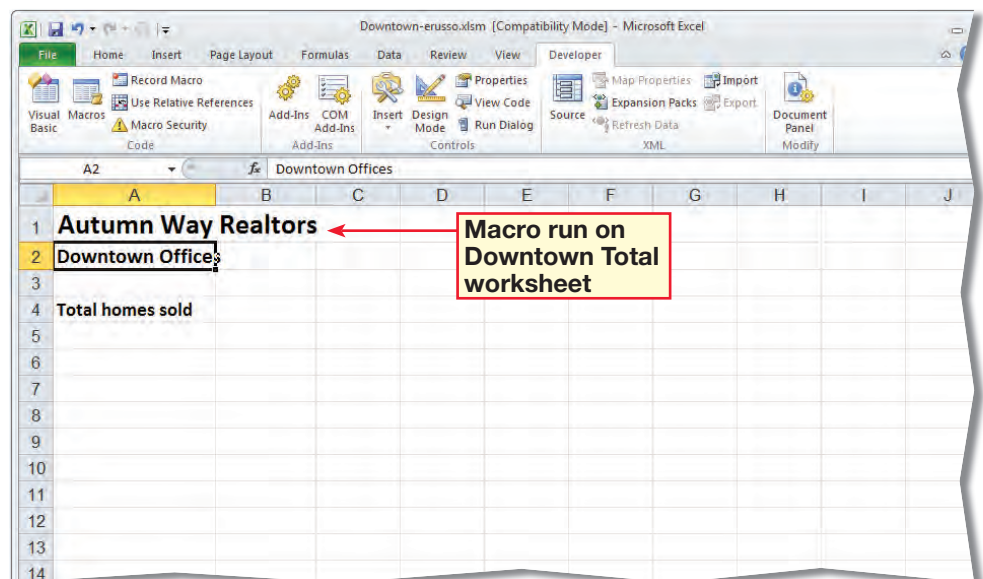 Downtown-erusso.xlsm [Compatibility Mode] - Microsoft Excel
File Home Insert Page Layout Formulas Data Review View Developer
Visual Basic
Macros
Record Macro
Use Relative References
Macro Security
Code
Add-Ins
COM Add-Ins
Add-Ins
Insert
Design Mode
Properties
View Code
Run Dialog
Controls
Source
Map Properties
Expansion Packs
Refresh Data
Import
Export
XML
Document Panel
Modify
A2 fx Downtown Offices
A B C D E F G H I J
1 Autumn Way Realtors
2 Downtown Offices
3
4 Total homes sold
5
6
7
8
9
10
11
12
13
14
Macro run on
Downtown Total
worksheet